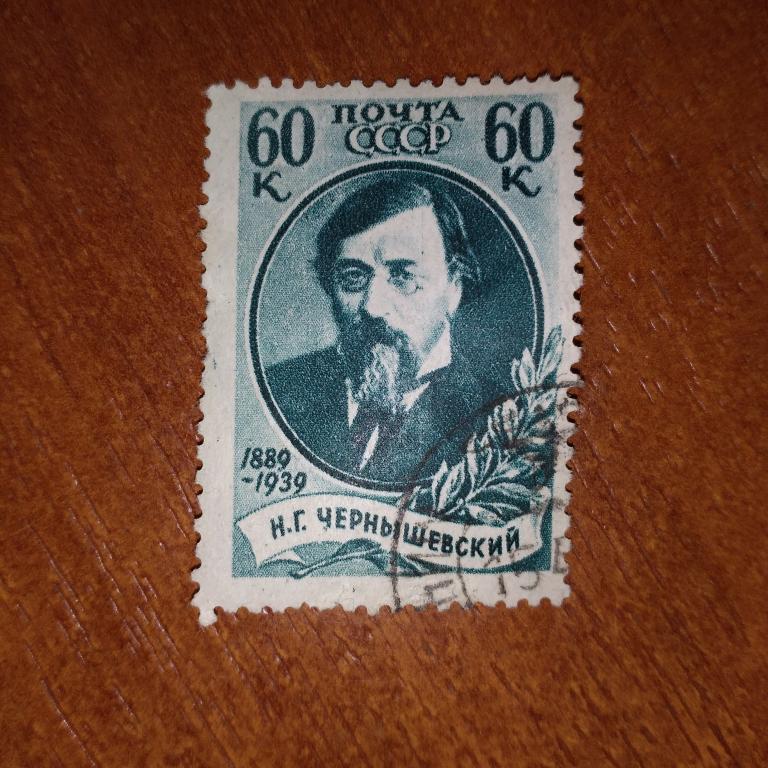 60 К
ПОЧТА
СССР
60 К
1889
-1939
Н.Г. ЧЕРНЫШЕВСКИЙ